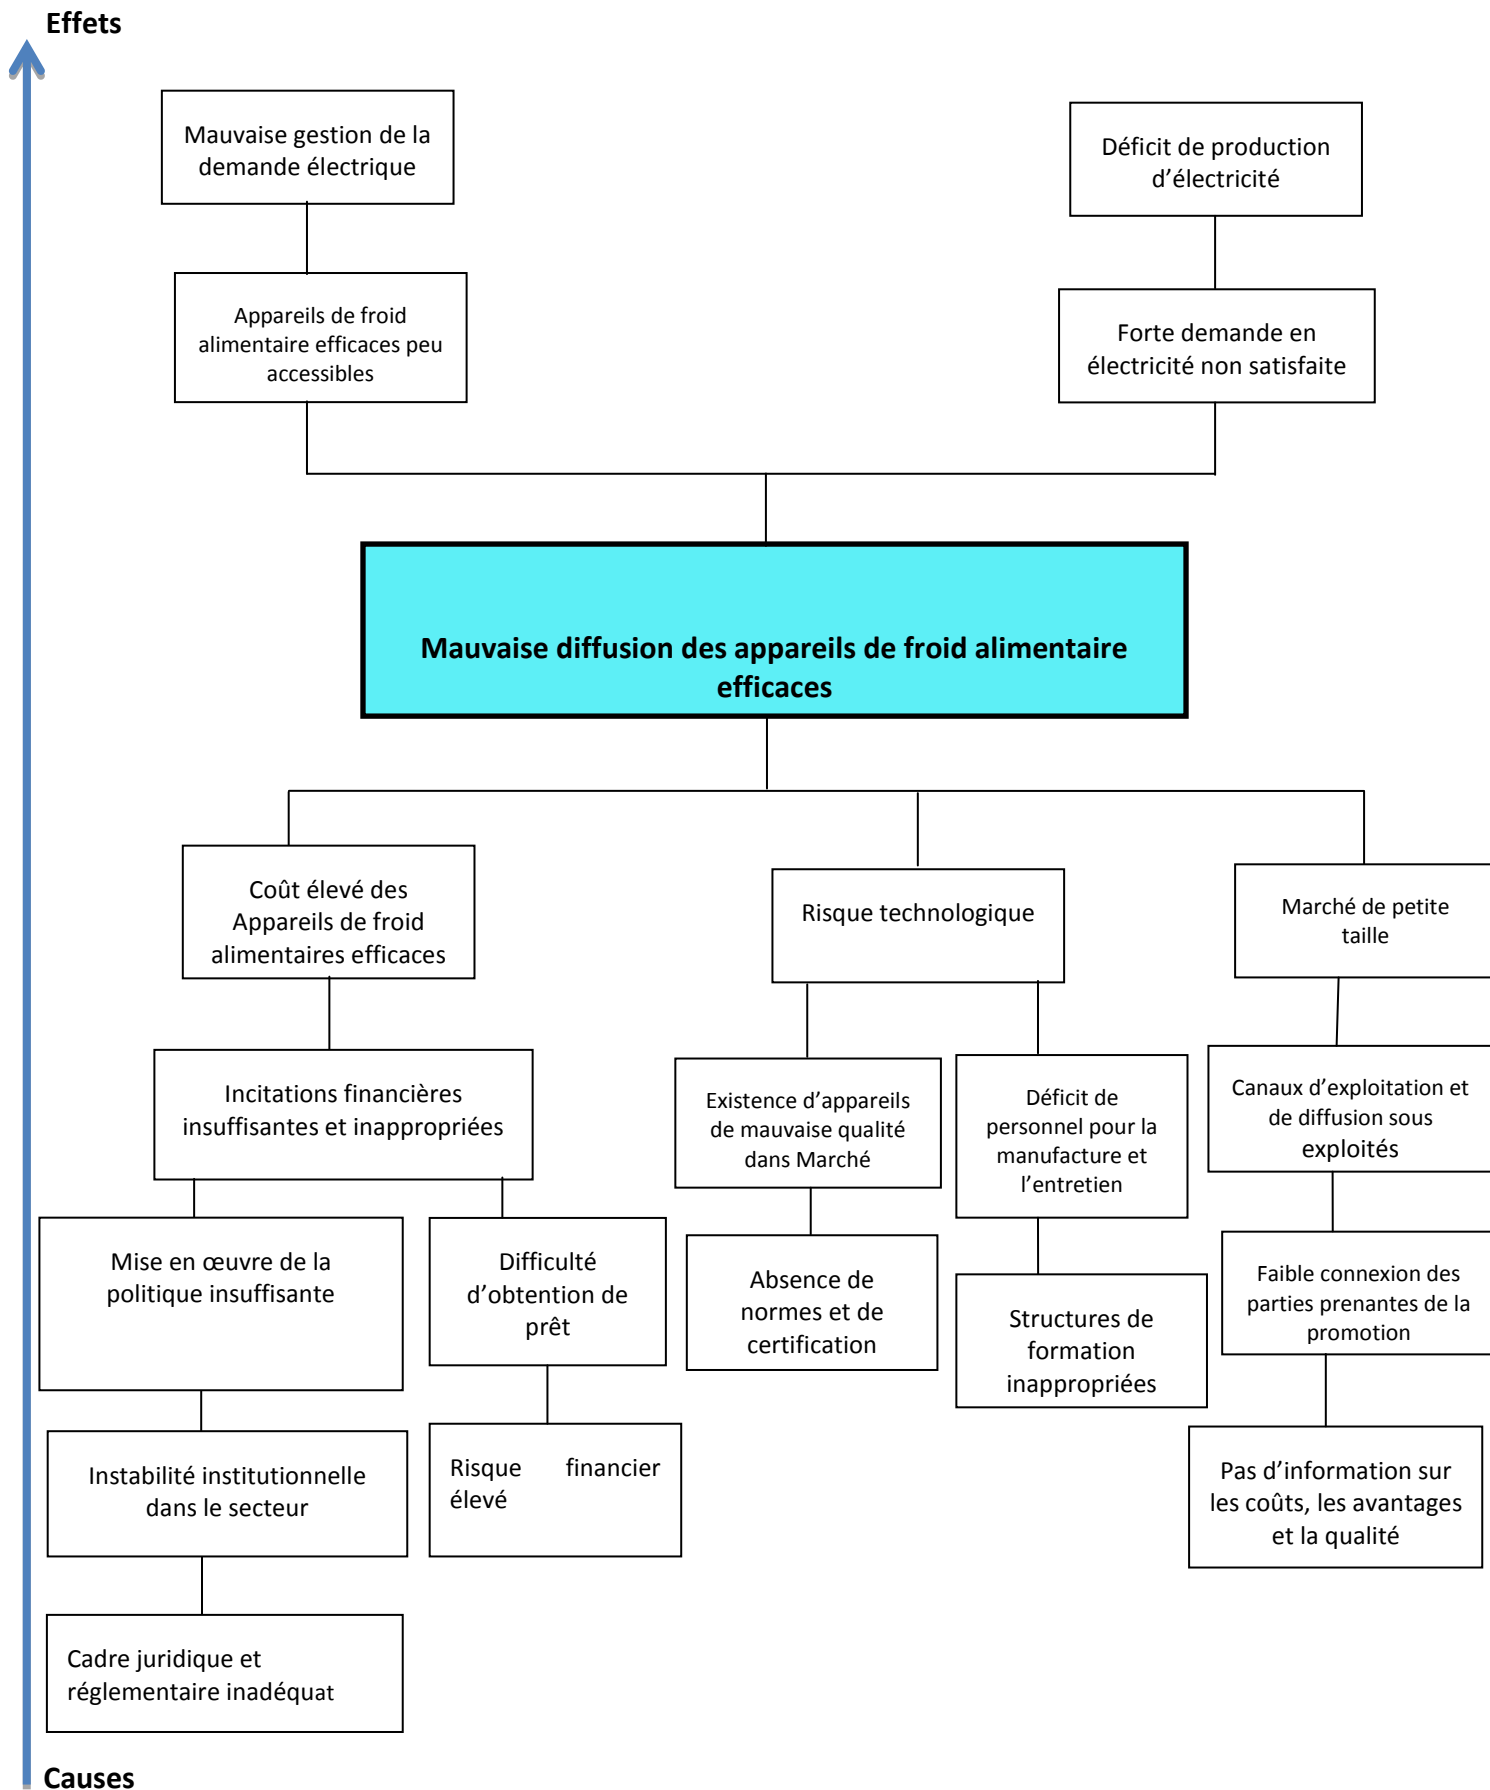 Effets
Mauvaise gestion de la
demande électrique
Déficit de production
d’électricité
Appareils de froid
alimentaire efficaces peu
accessibles
Forte demande en
électricité non satisfaite
Mauvaise diffusion des appareils de froid alimentaire
efficaces
Coût élevé des
Appareils de froid
alimentaires efficaces
Risque technologique
Marché de petite
taille
Incitations financières
insuffisantes et inappropriées
Existence d’appareils
de mauvaise qualité
dans Marché
Déficit de
personnel pour la
manufacture et
l’entretien
Canaux d’exploitation et
de diffusion sous
exploités
Mise en œuvre de la
politique insuffisante
Difficulté
d’obtention de
prêt
Absence de
normes et de
certification
Structures de
formation
inappropriées
Faible connexion des
parties prenantes de la
promotion
Instabilité institutionnelle
dans le secteur
Risque financier
élevé
Pas d’information sur
les coûts, les avantages
et la qualité
Cadre juridique et
réglementaire inadéquat
Causes